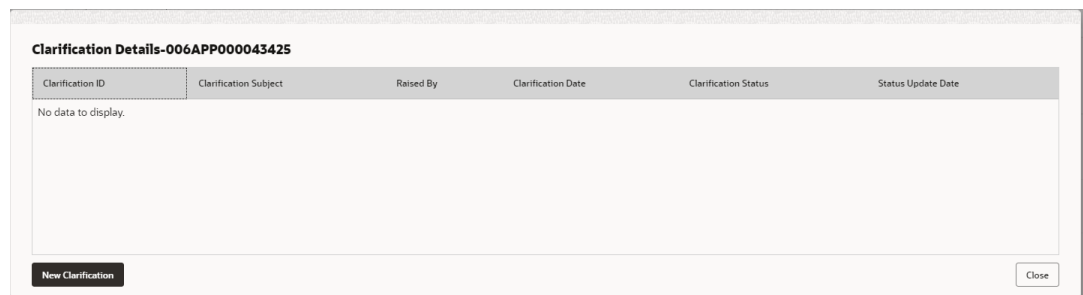 Clarification Details-006APP000043425
Clarification ID Clarification Subject Raised By Clarification Date Clarification Status Status Update Date
No data to display.
New Clarification Close